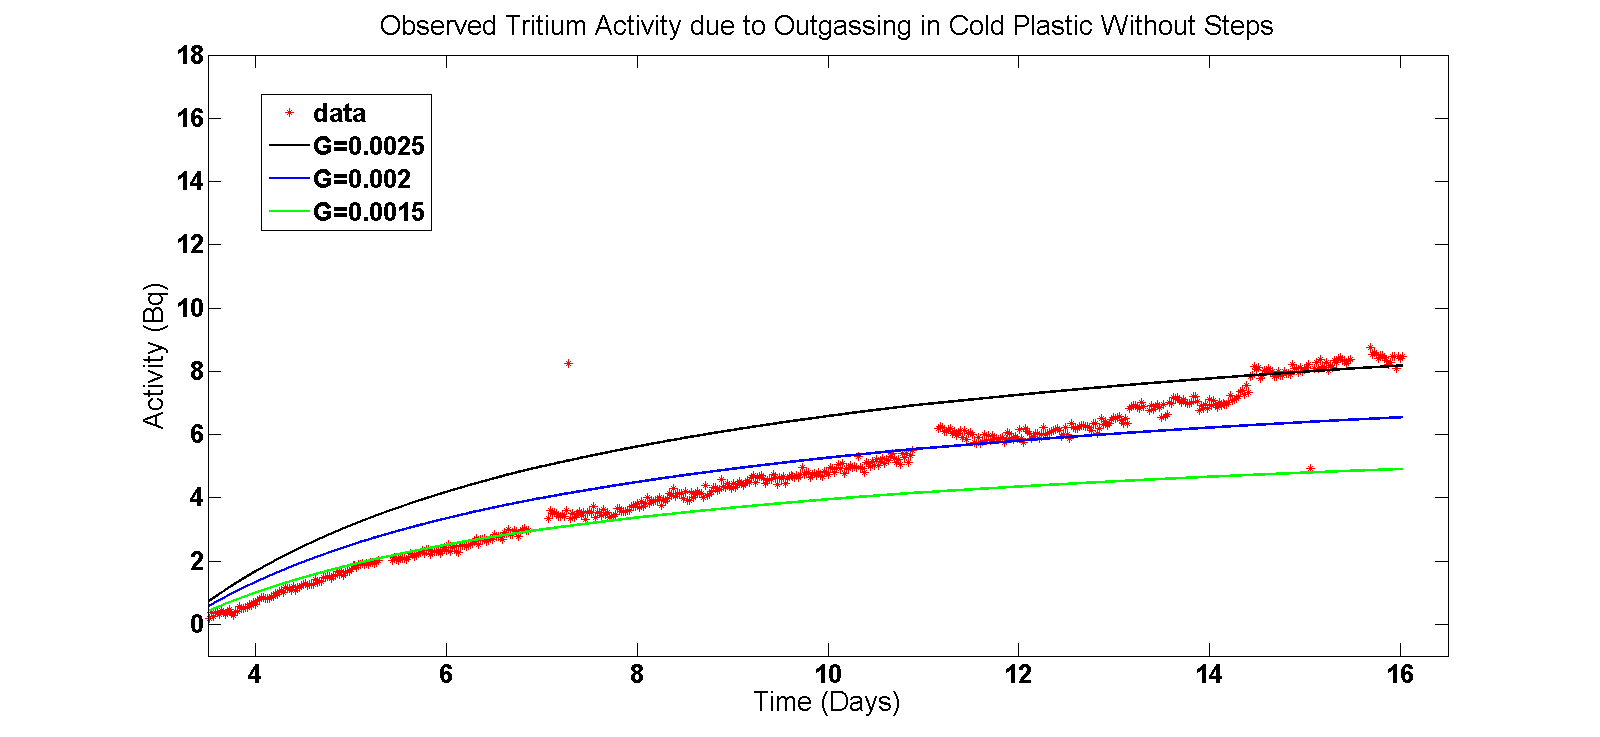 Observed Tritium Activity due to Outgassing in Cold Plastic Without Steps
18
16
14
12
10
8
6
4
2
0
Activity (Bq)
data
G=0.0025
G=0.002
G=0.0015
4 6 8 10 12 14 16
Time (Days)